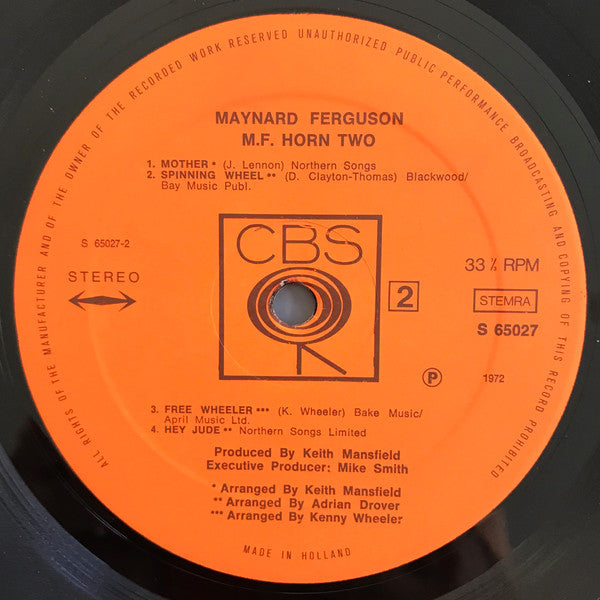 ALL RIGHTS OF THE MANUFACTURER AND OF THE OWNER OF THE RECORDED WORK RESERVED UNAUTHORIZED PUBLIC PERFORMANCE BROADCASTING AND COPYING OF THIS RECORD PROHIBITED
MAYNARD FERGUSON
M.F. HORN TWO
1. MOTHER * (J. Lennon) Northern Songs
2. SPINNING WHEEL ** (D. Clayton-Thomas) Blackwood/
Bay Music Publ.
CBS
S 65027-2
STEREO
2
33⅓ RPM
STEMRA
S 65027
℗ 1972
3. FREE WHEELER *** (K. Wheeler) Bake Music/
April Music Ltd.
4. HEY JUDE ** Northern Songs Limited
Produced By Keith Mansfield
Executive Producer: Mike Smith
* Arranged By Keith Mansfield
** Arranged By Adrian Drover
*** Arranged By Kenny Wheeler
MADE IN HOLLAND